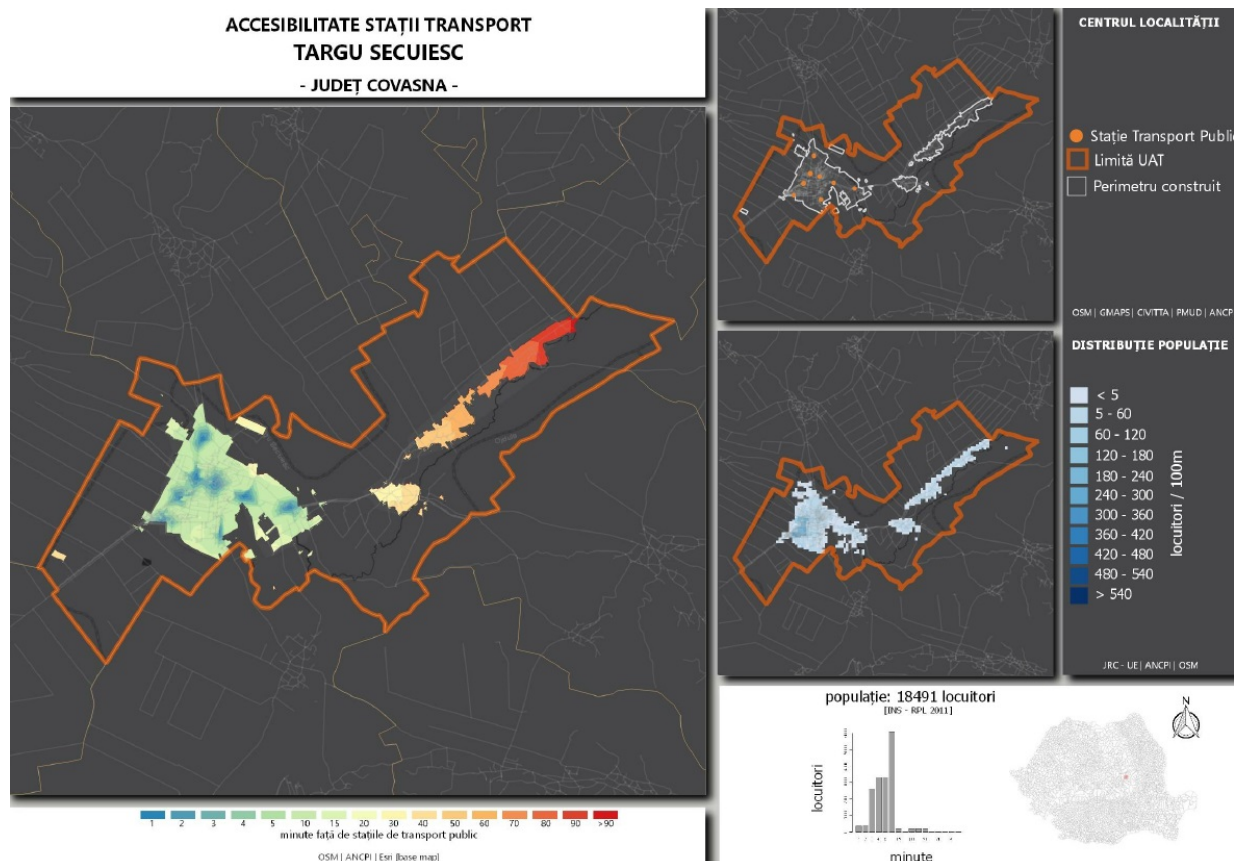 ACCESIBILITATE STAȚII TRANSPORT
TARGU SECUIESC
- JUDEȚ COVASNA -
1 2 3 4 5 10 15 20 30 40 50 60 70 80 90 >90
minute față de stațiile de transport public
OSM | ANCPI | Esri [base map]
CENTRUL LOCALITĂȚII
Stație Transport Public
Limită UAT
Perimetru construit
OSM | GMAPS | CIVITTA | PMUD | ANCP
DISTRIBUȚIE POPULAȚIE
< 5
5 - 60
60 - 120
120 - 180
180 - 240
240 - 300
300 - 360
360 - 420
420 - 480
480 - 540
> 540
locuitori / 100m
JRC - UE | ANCPI | OSM
populație: 18491 locuitori
[INS - RPL 2011]
locuitori
minute
N